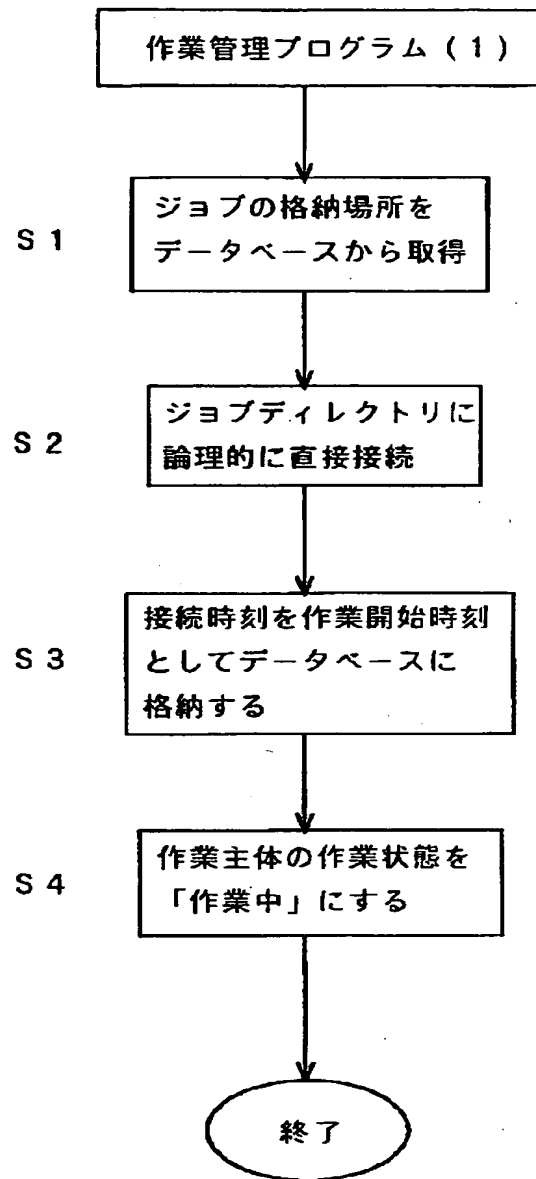 作業管理プログラム(1)
S1
ジョブの格納場所を
データベースから取得
S2
ジョブディレクトリに
論理的に直接接続
S3
接続時刻を作業開始時刻
としてデータベースに
格納する
S4
作業主体の作業状態を
「作業中」にする
終了